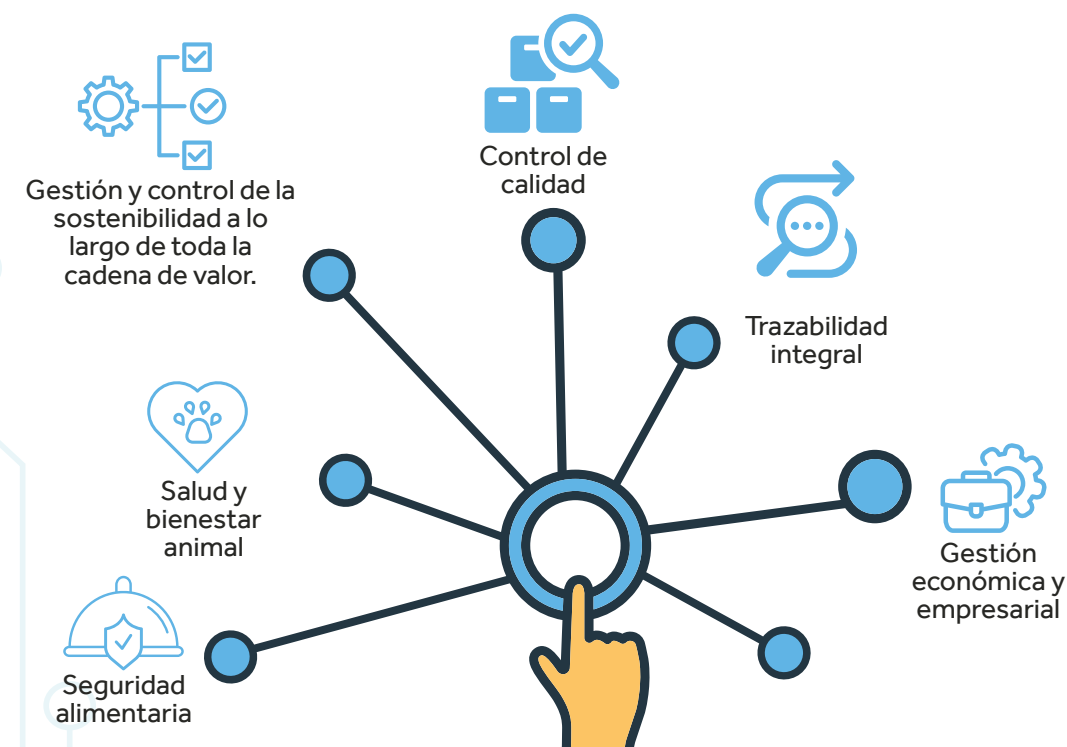 Gestión y control de la
sostenibilidad a lo
largo de toda la
cadena de valor.
Control de
calidad
Trazabilidad
integral
Salud y
bienestar
animal
Gestión
económica y
empresarial
Seguridad
alimentaria